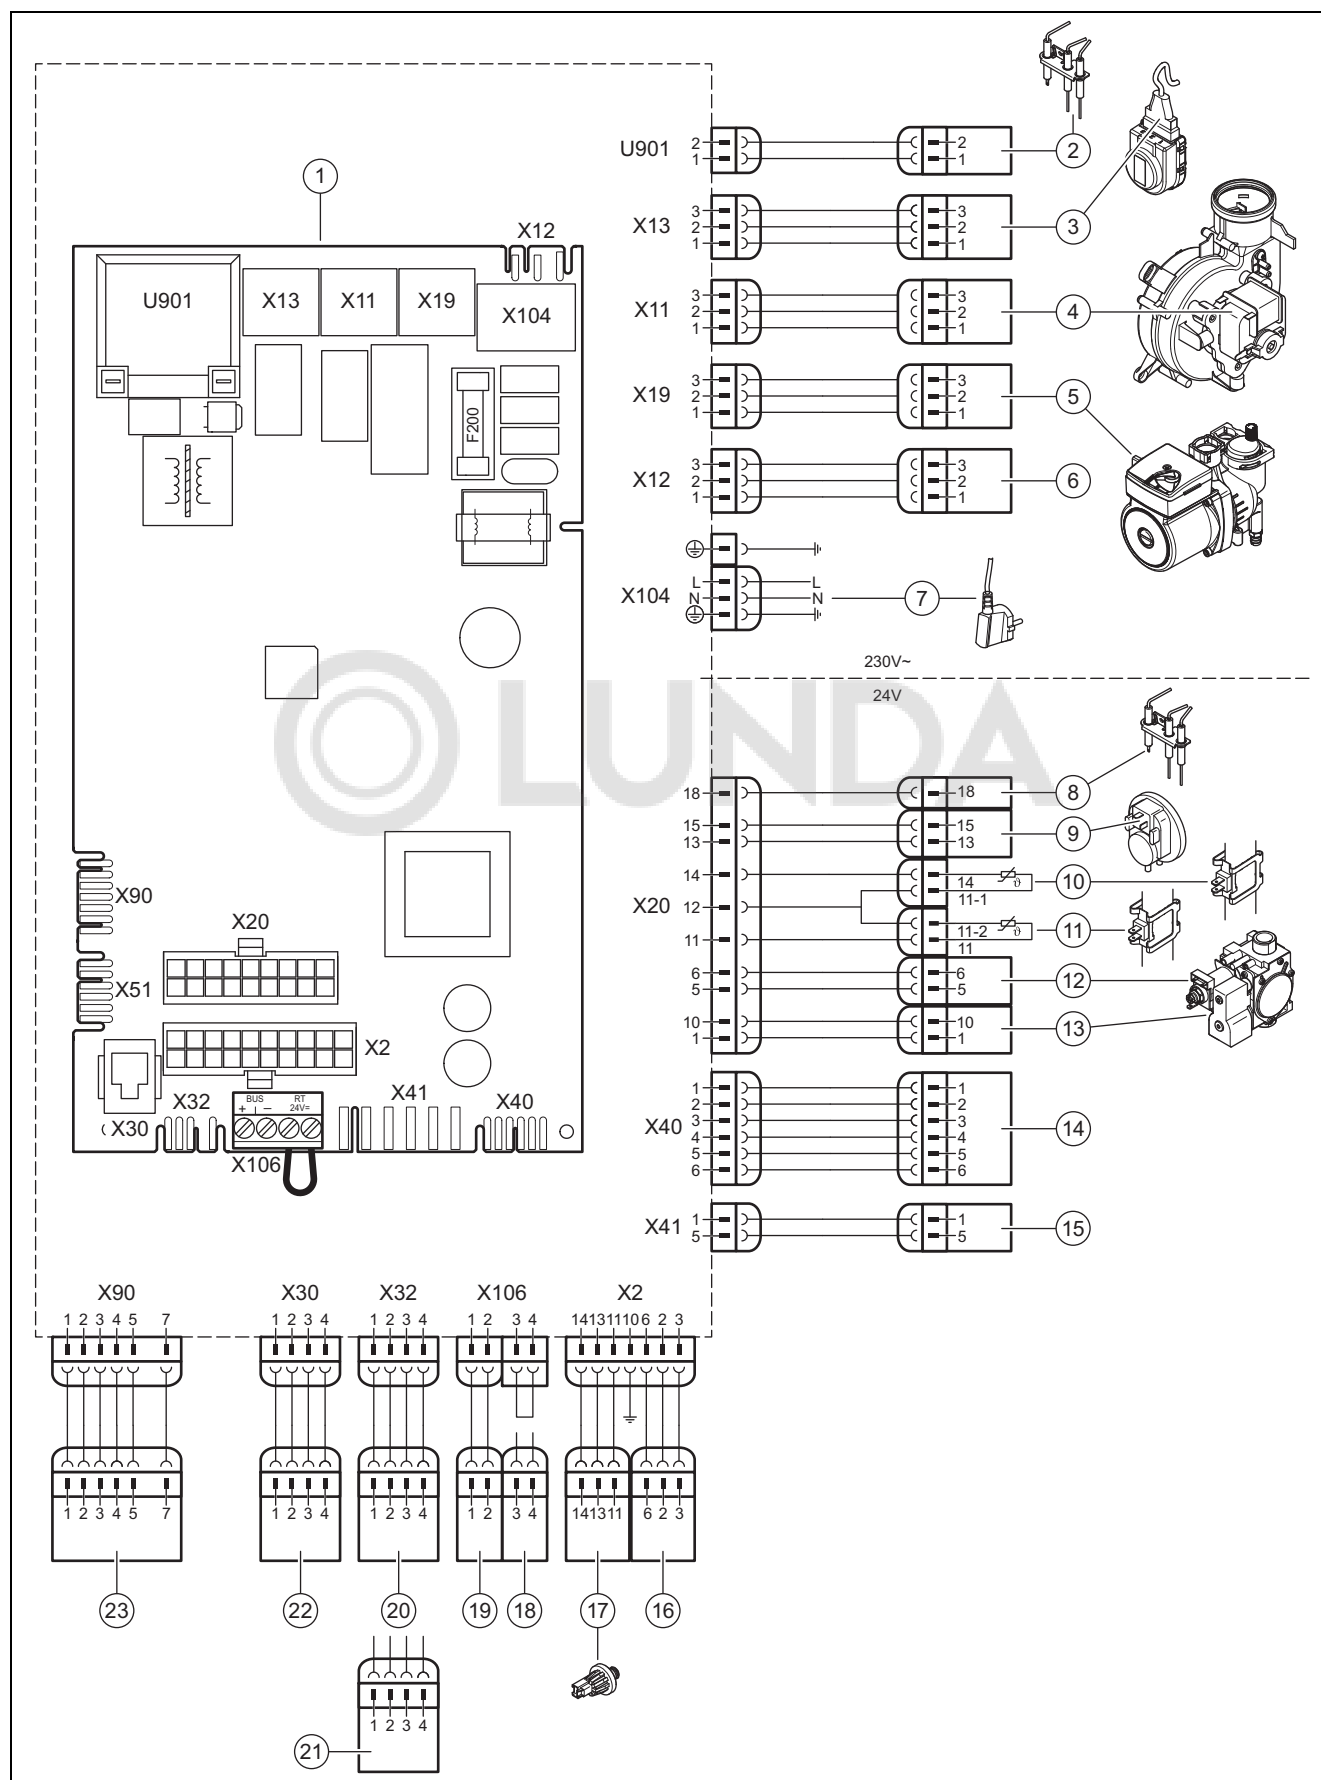 U901
2
1
2
1
2
1
X13
3
2
1
3
2
1
3
X12
U901
X13
X11
X19
X104
F200
X11
3
2
1
3
2
1
4
X19
3
2
1
3
2
1
5
X12
3
2
1
3
2
1
6
X104
L
N
L
N
7
230V~
24V
LUNDA
18
18
8
15
13
15
13
9
X20
14
12
11
14
11-1
ϑ
10
11-2
11
ϑ
11
6
5
6
5
12
10
1
10
1
13
X90
X20
X51
X2
X32
X41
X40
X30
BUS
RT
+
−
24V=
X106
X40
1
2
3
4
5
6
1
2
3
4
5
6
14
X41
1
5
1
5
15
X90
X30
X32
X106
X2
1 2 3 4 5 7
1 2 3 4
1 2 3 4
1 2
3 4
14 13 11 10 6 2 3
1 2 3 4 5 7
1 2 3 4
1 2 3 4
1 2
3 4
14 13 11
6 2 3
23
22
20
19
18
17
16
1 2 3 4
21